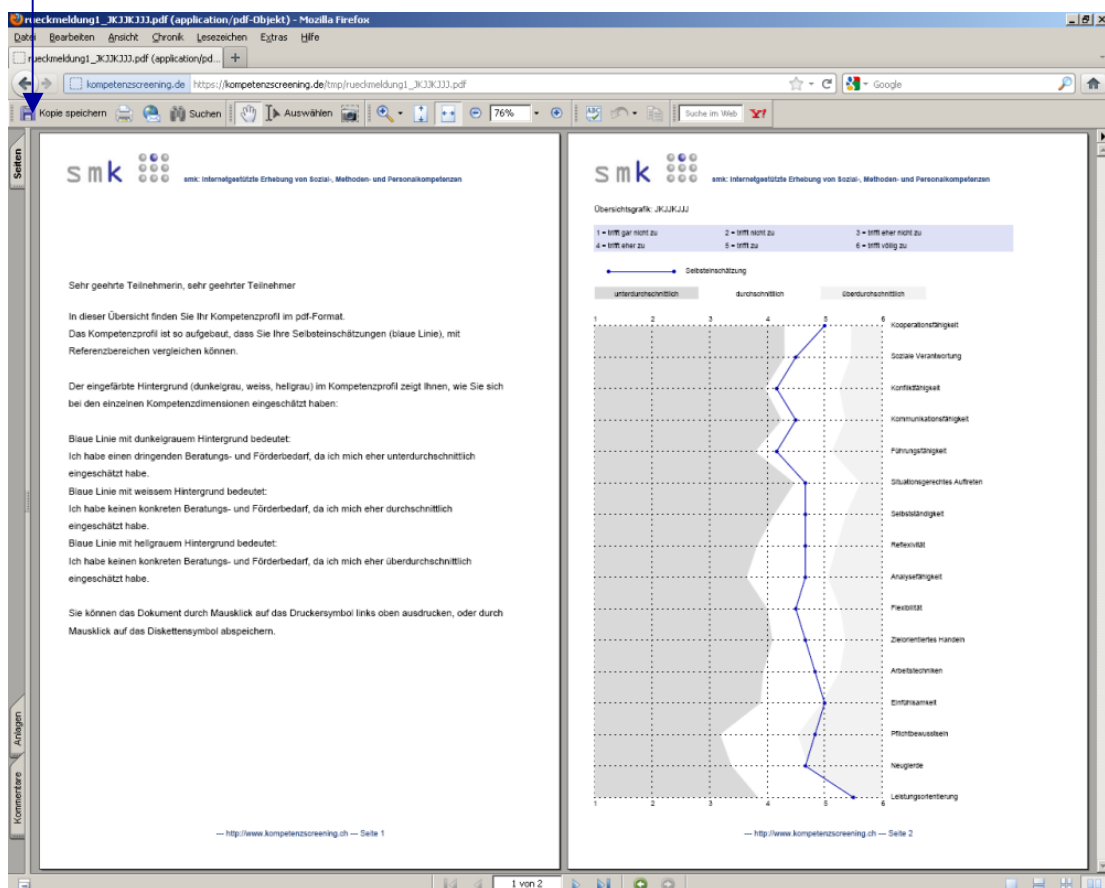 rueckmeldung1_JKJJKJJJ.pdf (application/pdf-Objekt) - Mozilla Firefox
Datei Bearbeiten Ansicht Chronik Lesezeichen Extras Hilfe
rueckmeldung1_JKJJKJJJ.pdf (application/pd... +
kompetenzscreening.de https://kompetenzscreening.de/tmp/rueckmeldung1_JKJJKJJJ.pdf Google
Kopie speichern Suchen Auswählen 76% Suche im Web
Seiten
Anlagen
Kommentare
smk smk: Internetgestützte Erhebung von Sozial-, Methoden- und Personalkompetenzen
Sehr geehrte Teilnehmerin, sehr geehrter Teilnehmer
In dieser Übersicht finden Sie Ihr Kompetenzprofil im pdf-Format.
Das Kompetenzprofil ist so aufgebaut, dass Sie Ihre Selbsteinschätzungen (blaue Linie), mit
Referenzbereichen vergleichen können.
Der eingefärbte Hintergrund (dunkelgrau, weiss, hellgrau) im Kompetenzprofil zeigt Ihnen, wie Sie sich
bei den einzelnen Kompetenzdimensionen eingeschätzt haben:
Blaue Linie mit dunkelgrauem Hintergrund bedeutet:
Ich habe einen dringenden Beratungs- und Förderbedarf, da ich mich eher unterdurchschnittlich
eingeschätzt habe.
Blaue Linie mit weissem Hintergrund bedeutet:
Ich habe keinen konkreten Beratungs- und Förderbedarf, da ich mich eher durchschnittlich
eingeschätzt habe.
Blaue Linie mit hellgrauem Hintergrund bedeutet:
Ich habe keinen konkreten Beratungs- und Förderbedarf, da ich mich eher überdurchschnittlich
eingeschätzt habe.
Sie können das Dokument durch Mausklick auf das Druckersymbol links oben ausdrucken, oder durch
Mausklick auf das Diskettensymbol abspeichern.
--- http://www.kompetenzscreening.ch --- Seite 1
smk smk: Internetgestützte Erhebung von Sozial-, Methoden- und Personalkompetenzen
Übersichtsgrafik: JKJJKJJJ
1 = trifft gar nicht zu 2 = trifft nicht zu 3 = trifft eher nicht zu
4 = trifft eher zu 5 = trifft zu 6 = trifft völlig zu
Selbsteinschätzung
unterdurchschnittlich durchschnittlich überdurchschnittlich
1 2 3 4 5 6
Kooperationsfähigkeit
Soziale Verantwortung
Konfliktfähigkeit
Kommunikationsfähigkeit
Führungsfähigkeit
Situationsgerechtes Auftreten
Selbstständigkeit
Reflexivität
Analysefähigkeit
Flexibilität
Zielorientiertes Handeln
Arbeitstechniken
Einfühlsamkeit
Pflichtbewusstsein
Neugierde
Leistungsorientierung
1 2 3 4 5 6
--- http://www.kompetenzscreening.ch --- Seite 2
1 von 2